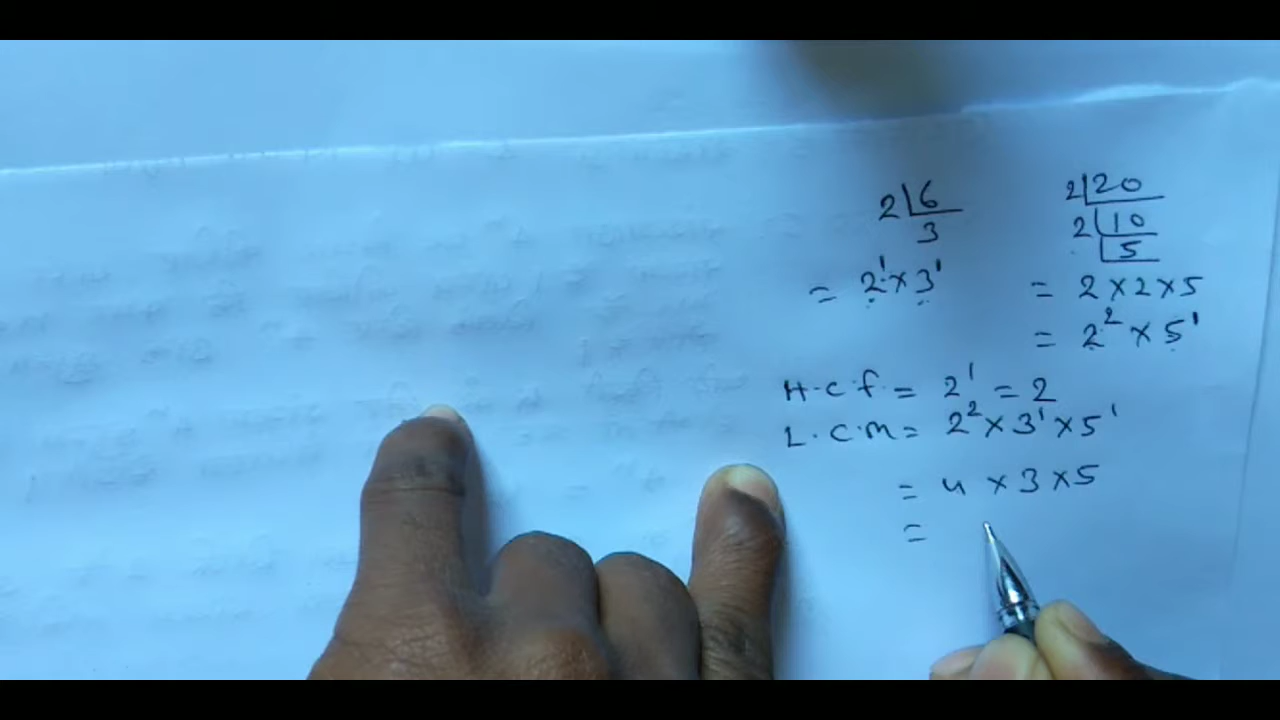 2 6
3
= 2¹ × 3¹
2 20
2 10
5
= 2 × 2 × 5
= 2² × 5¹
H.C.f. = 2¹ = 2
L.C.M = 2² × 3¹ × 5¹
= 4 × 3 × 5
=